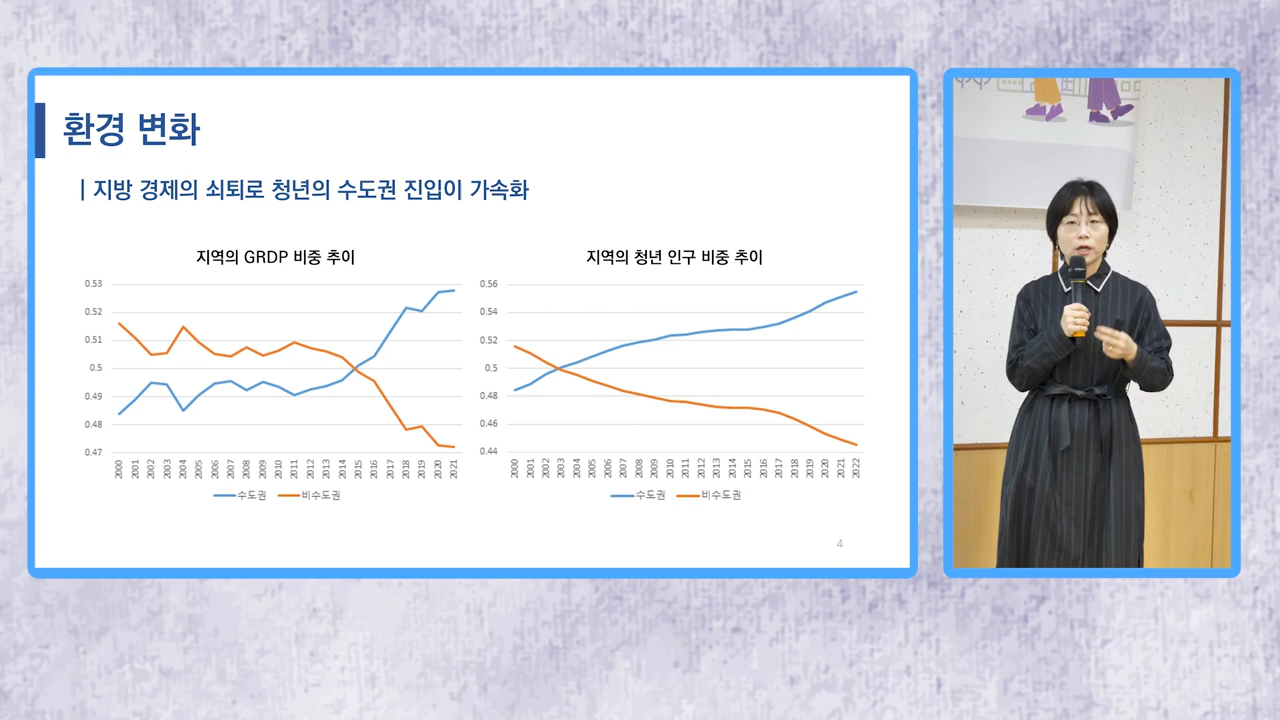 환경 변화
| 지방 경제의 쇠퇴로 청년의 수도권 진입이 가속화
지역의 GRDP 비중 추이
0.53
0.52
0.51
0.5
0.49
0.48
0.47
2000 2001 2002 2003 2004 2005 2006 2007 2008 2009 2010 2011 2012 2013 2014 2015 2016 2017 2018 2019 2020 2021
수도권 비수도권
지역의 청년 인구 비중 추이
0.56
0.54
0.52
0.5
0.48
0.46
0.44
2000 2001 2002 2003 2004 2005 2006 2007 2008 2009 2010 2011 2012 2013 2014 2015 2016 2017 2018 2019 2020 2021 2022
수도권 비수도권
4